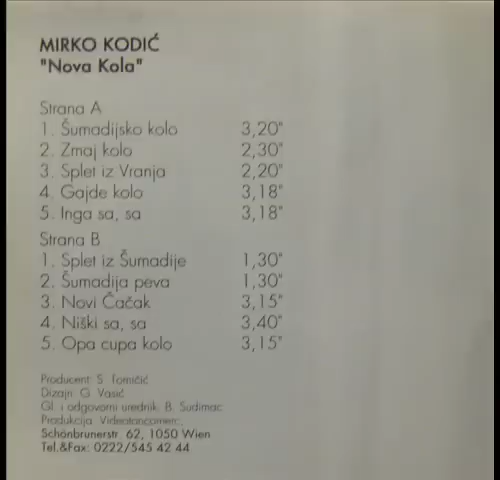 MIRKO KODIĆ
"Nova Kola"
Strana A
1. Šumadijsko kolo 3,20"
2. Zmaj kolo 2,30"
3. Splet iz Vranja 2,20"
4. Gajde kolo 3,18"
5. Inga sa, sa 3,18"
Strana B
1. Splet iz Šumadije 1,30"
2. Šumadija peva 1,30"
3. Novi Čačak 3,15"
4. Niški sa, sa 3,40"
5. Opa cupa kolo 3,15"
Producent: S. Tomičić
Dizajn: G. Vasić
Gl. i odgovorni urednik: B. Sudimac
Produkcija:
Schönbrunerstr. 62, 1050 Wien
Tel.&Fax: 0222/545 42 44